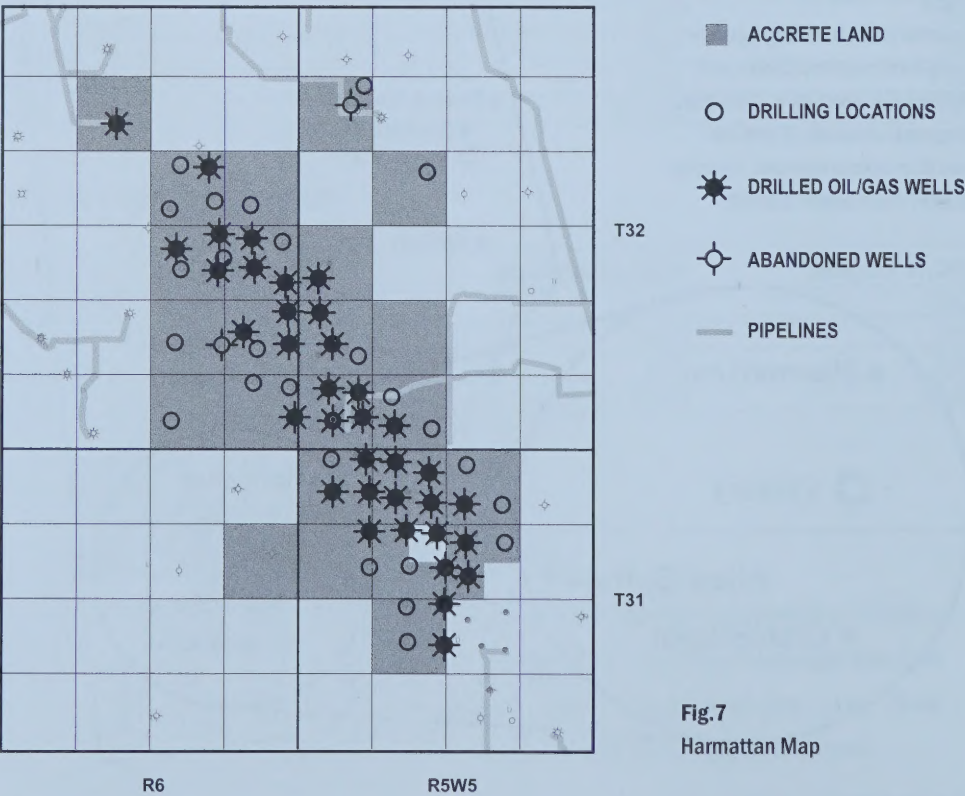 ACCRETE LAND
DRILLING LOCATIONS
DRILLED OIL/GAS WELLS
ABANDONED WELLS
PIPELINES
T32
T31
Fig.7
Harmattan Map
R6
R5W5